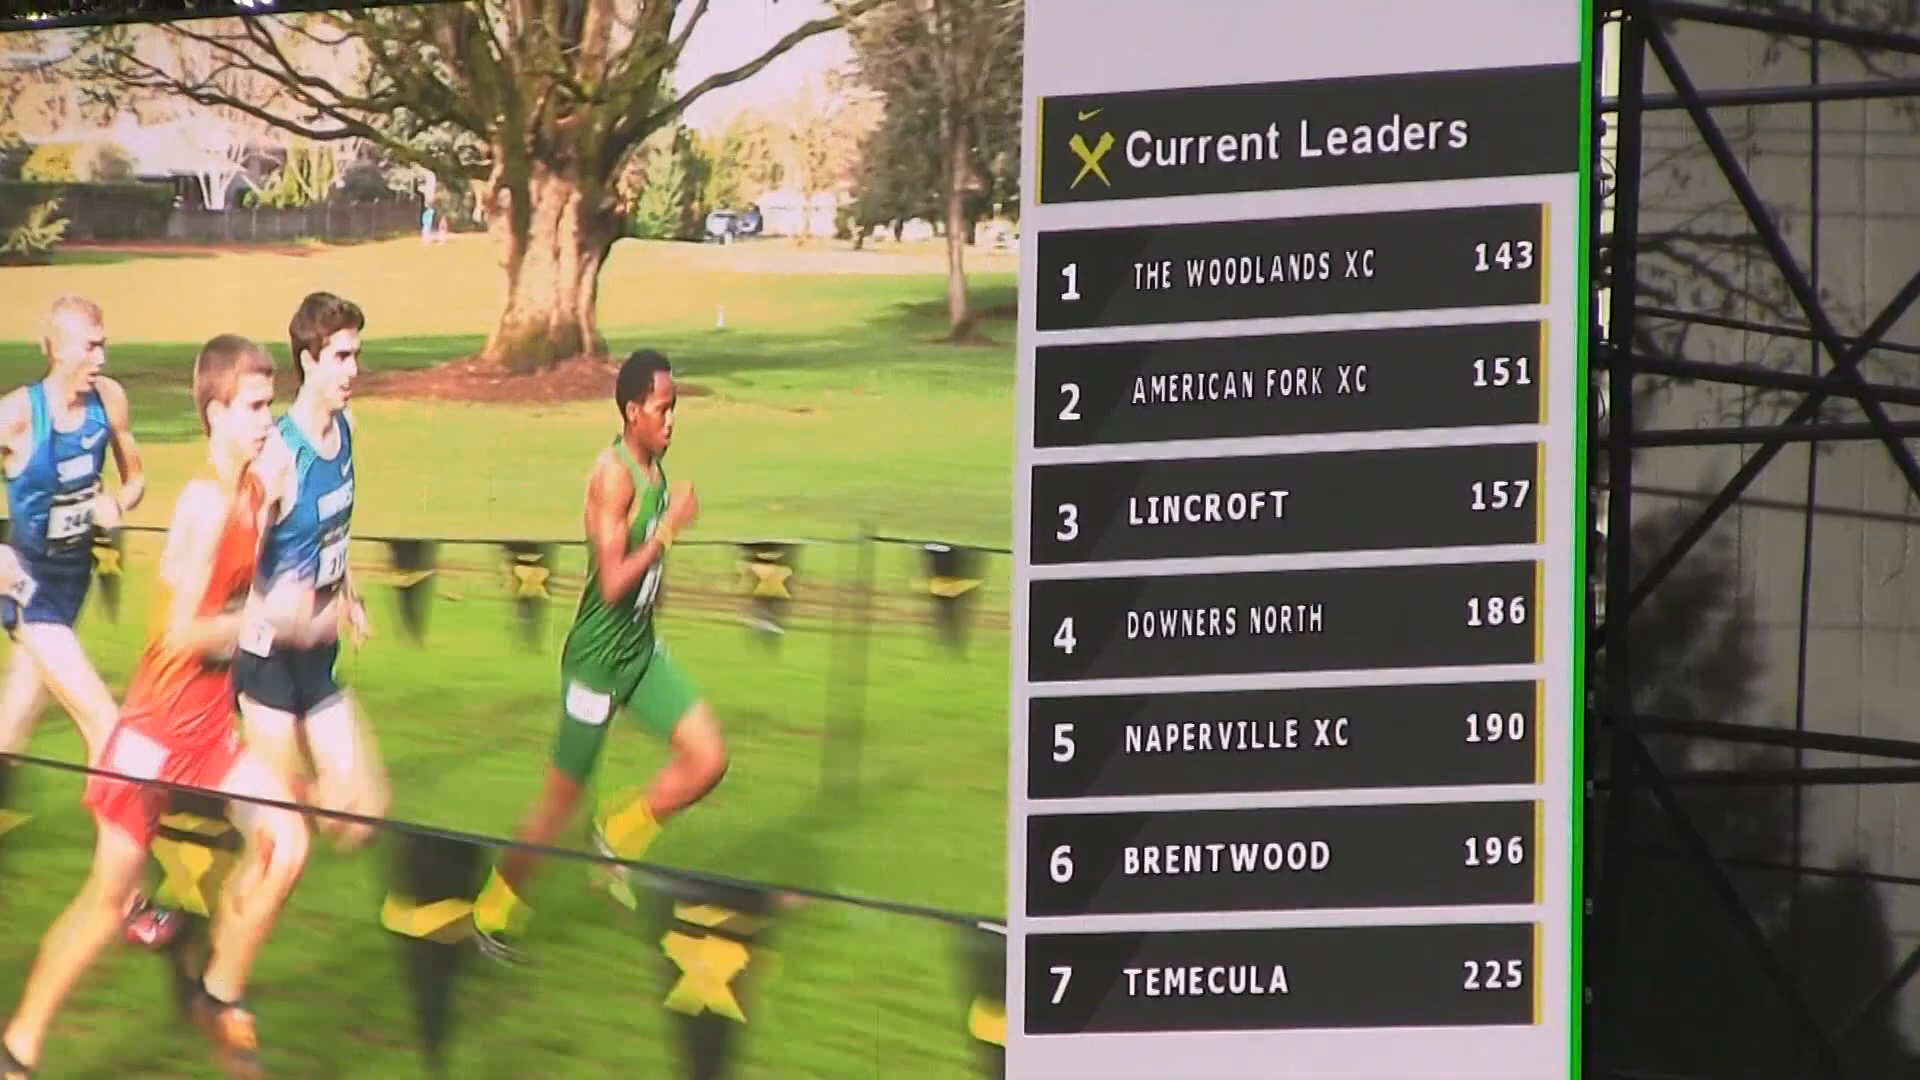 Current Leaders
1 THE WOODLANDS XC 143
2 AMERICAN FORK XC 151
3 LINCROFT 157
4 DOWNERS NORTH 186
5 NAPERVILLE XC 190
6 BRENTWOOD 196
7 TEMECULA 225